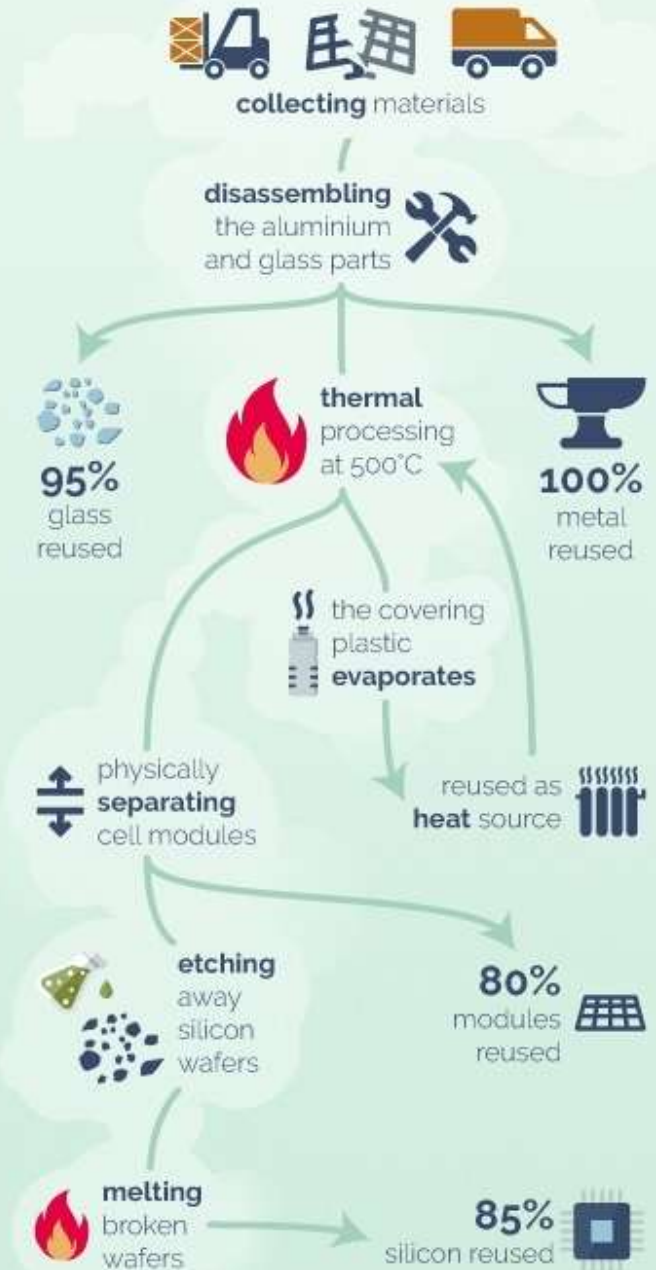 collecting materials
disassembling
the aluminium
and glass parts
95%
glass
reused
thermal
processing
at 500°C
100%
metal
reused
the covering
plastic
evaporates
physically
separating
cell modules
reused as
heat source
etching
away
silicon
wafers
80%
modules
reused
melting
broken
wafers
85%
silicon reused